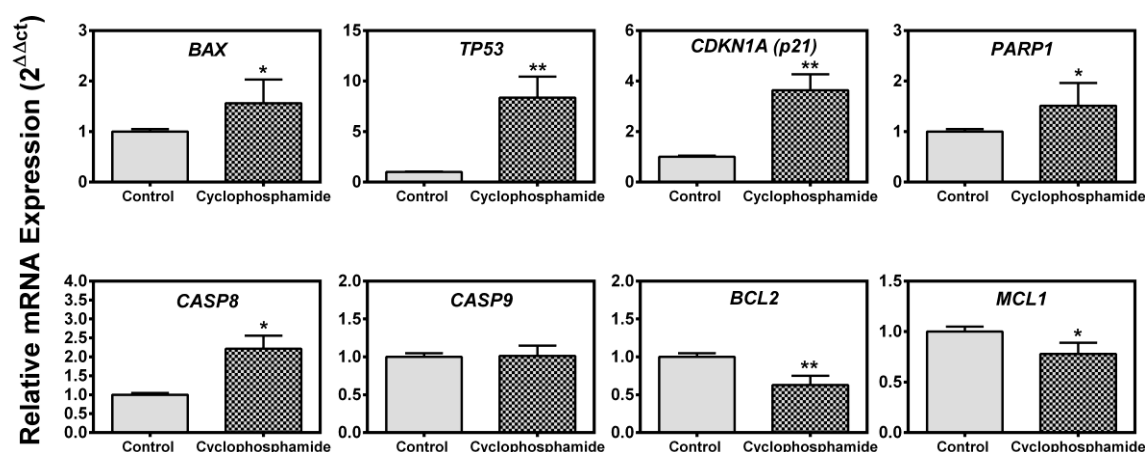 Relative mRNA Expression (2^ΔΔct)
BAX
3
2
1
0
*
Control Cyclophosphamide
TP53
15
10
5
0
**
Control Cyclophosphamide
CDKN1A (p21)
6
4
2
0
**
Control Cyclophosphamide
PARP1
3
2
1
0
*
Control Cyclophosphamide
CASP8
4.0
3.5
3.0
2.5
2.0
1.5
1.0
0.5
0.0
*
Control Cyclophosphamide
CASP9
2.0
1.5
1.0
0.5
0.0
Control Cyclophosphamide
BCL2
2.0
1.5
1.0
0.5
0.0
**
Control Cyclophosphamide
MCL1
1.5
1.0
0.5
0.0
*
Control Cyclophosphamide